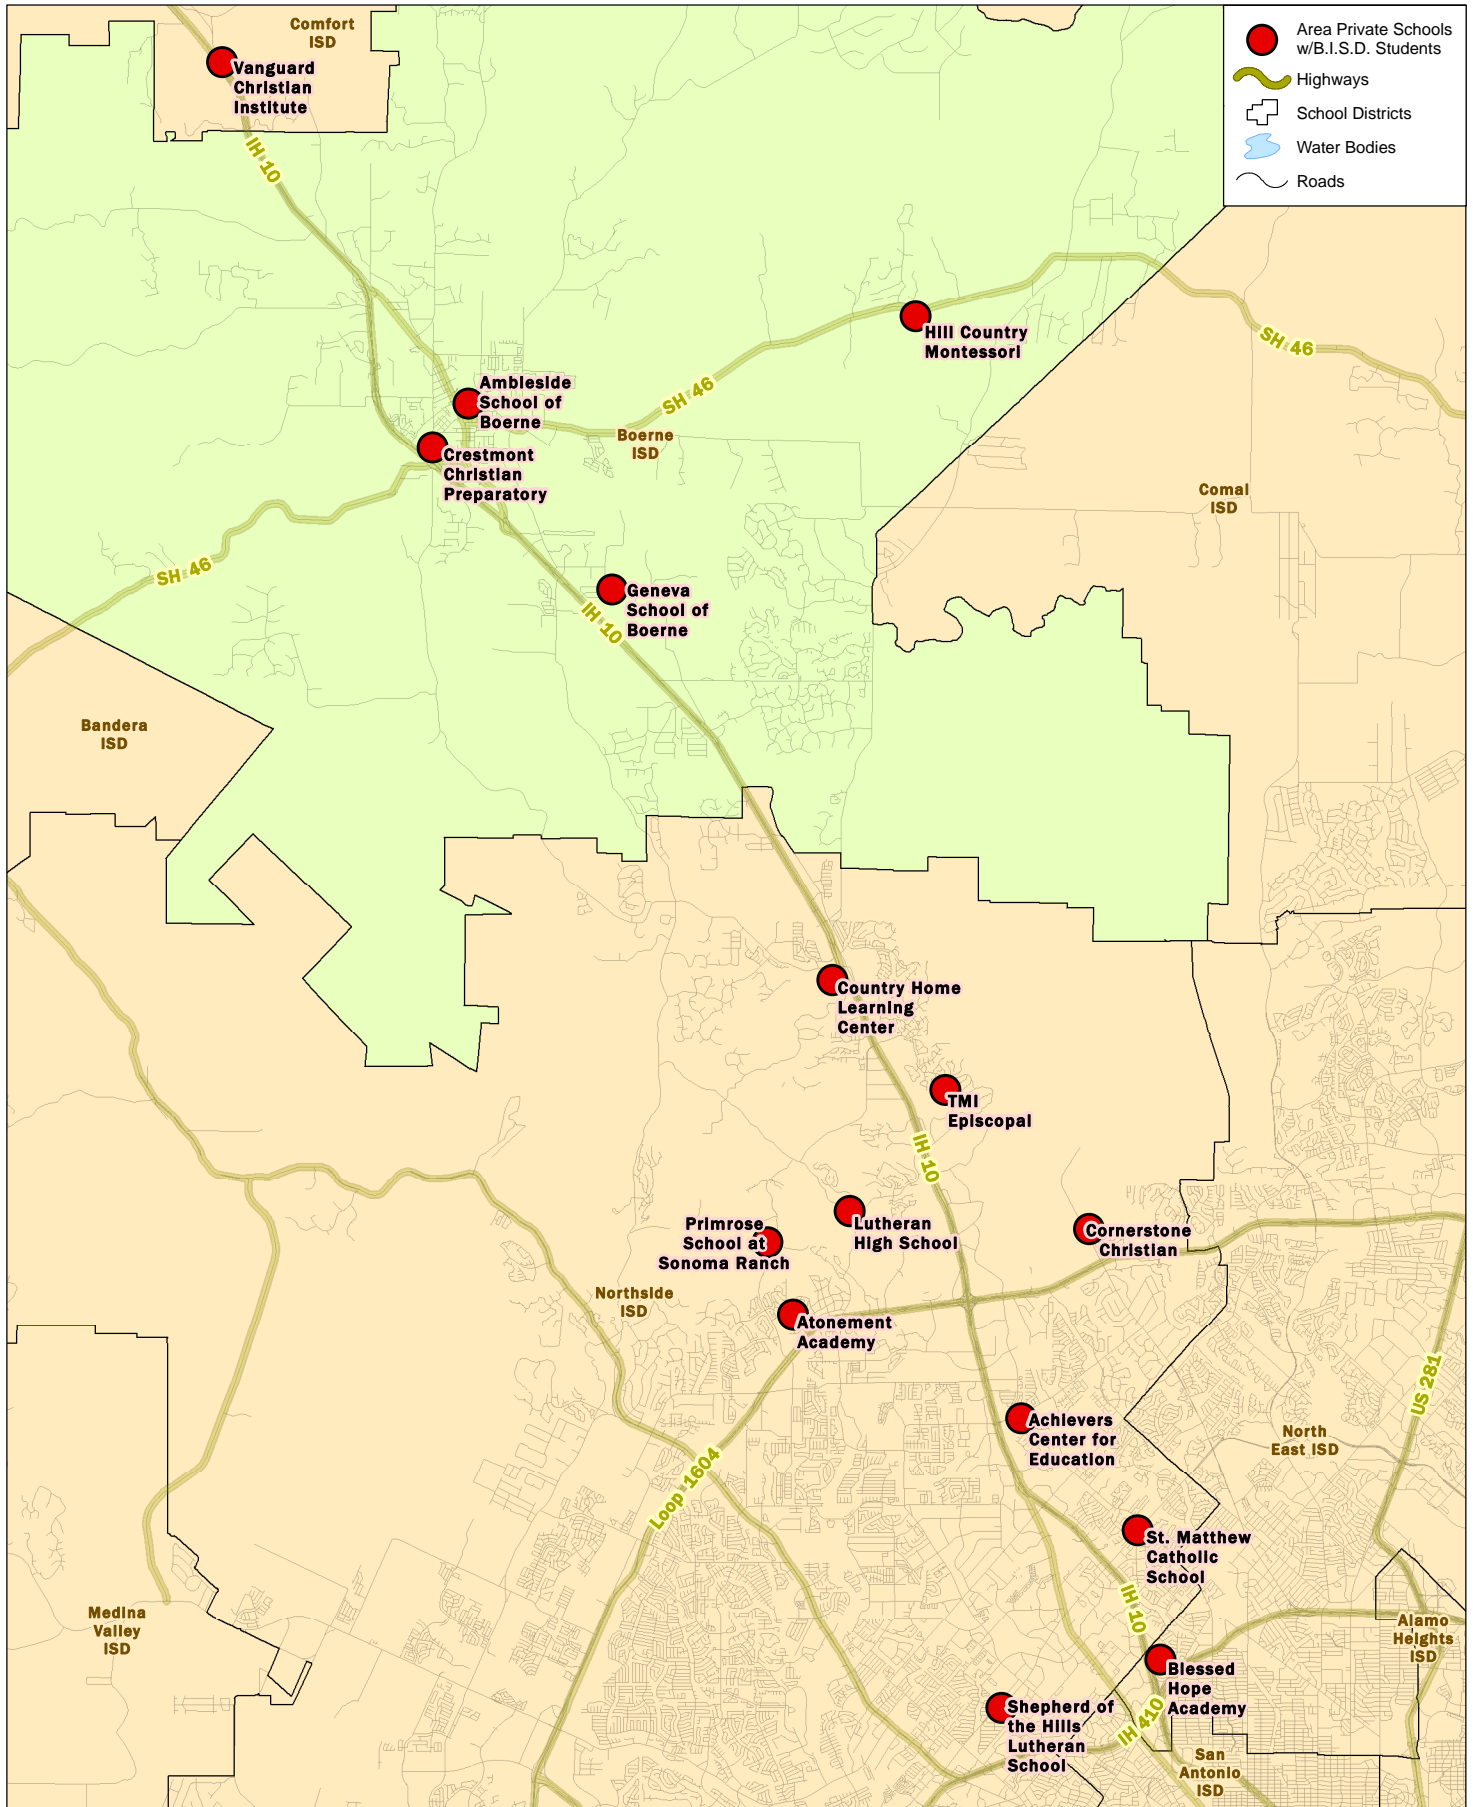 Comfort
ISD
Area Private Schools
w/B.I.S.D. Students
Highways
School Districts
Water Bodies
Roads
Vanguard
Christian
Institute
IH 10
Hill Country
Montessori
SH 46
SH 46
Ambleside
School of
Boerne
Boerne
ISD
Crestmont
Christian
Preparatory
Comal
ISD
SH 46
Geneva
School of
Boerne
IH 10
Bandera
ISD
Country Home
Learning
Center
TMI
Episcopal
IH 10
Primrose
School at
Sonoma Ranch
Lutheran
High School
Cornerstone
Christian
Northside
ISD
Atonement
Academy
US 281
Achievers
Center for
Education
North
East ISD
Loop 1604
St. Matthew
Catholic
School
IH 10
Medina
Valley
ISD
Alamo
Heights
ISD
Blessed
Hope
Academy
Shepherd of
the Hills
Lutheran
School
IH 410
San
Antonio
ISD